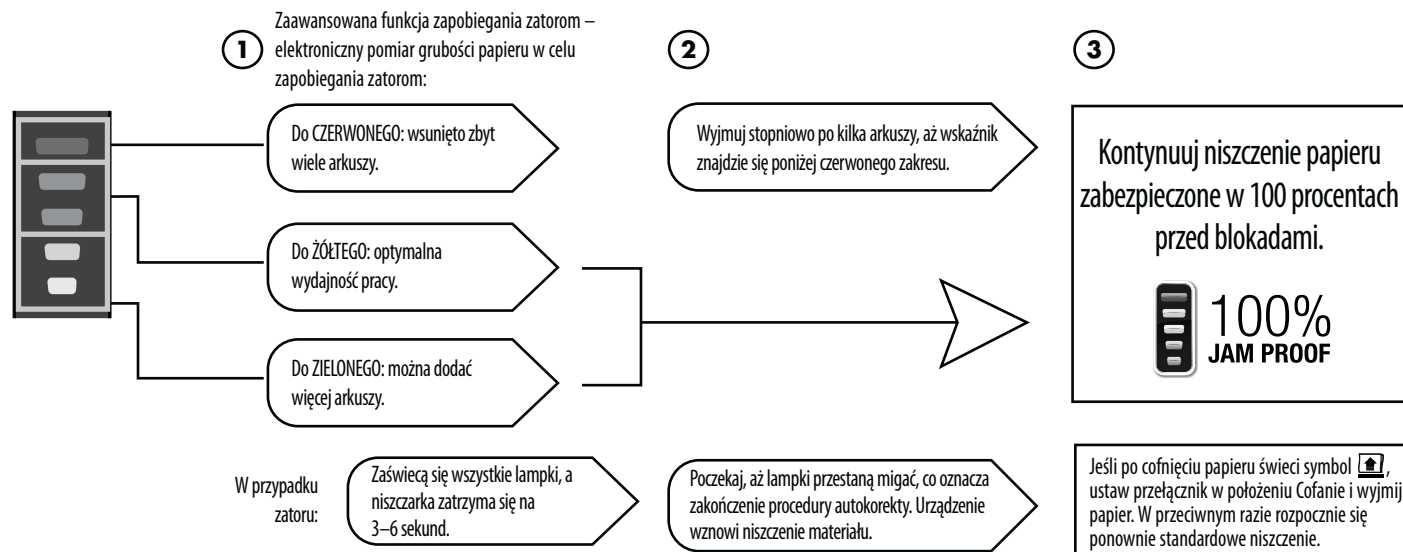 1
Zaawansowana funkcja zapobiegania zatorom –
elektroniczny pomiar grubości papieru w celu
zapobiegania zatorom:
Do CZERWONEGO: wsunięto zbyt
wiele arkuszy.
Do ŻÓŁTEGO: optymalna
wydajność pracy.
Do ZIELONEGO: można dodać
więcej arkuszy.
2
Wyjmuj stopniowo po kilka arkuszy, aż wskaźnik
znajdzie się poniżej czerwonego zakresu.
3
Kontynuuj niszczenie papieru
zabezpieczone w 100 procentach
przed blokadami.
100%
JAM PROOF
W przypadku
zatoru:
Zaświecą się wszystkie lampki, a
niszczarka zatrzyma się na
3–6 sekund.
Poczekaj, aż lampki przestaną migać, co oznacza
zakończenie procedury autokorekty. Urządzenie
wznowi niszczenie materiału.
Jeśli po cofnięciu papieru świeci symbol ,
ustaw przełącznik w położeniu Cofanie i wyjmij
papier. W przeciwnym razie rozpocznie się
ponownie standardowe niszczenie.